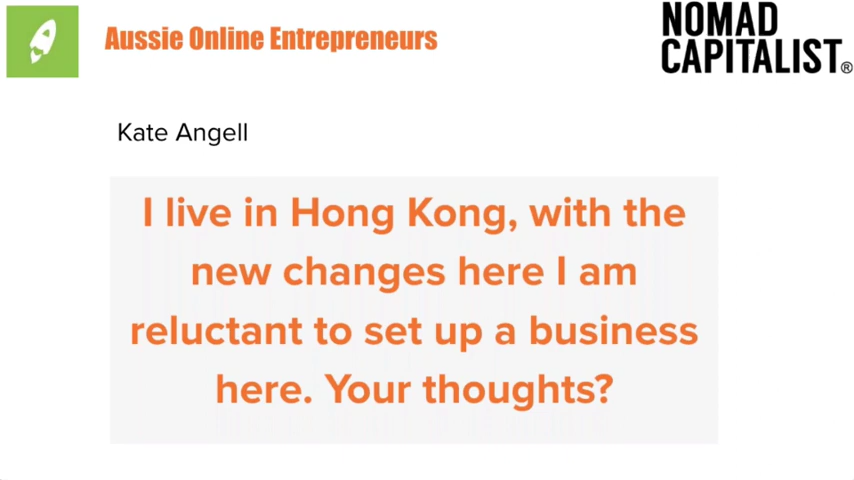 Aussie Online Entrepreneurs
NOMAD
CAPITALIST®
Kate Angell
I live in Hong Kong, with the
new changes here I am
reluctant to set up a business
here. Your thoughts?